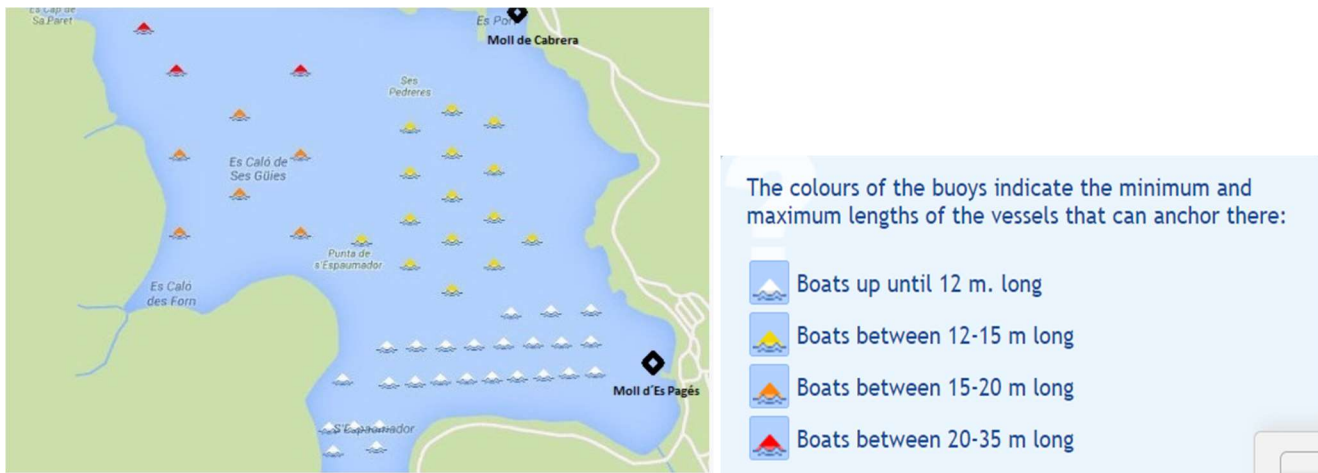 Es Cap de
Sa Paret
Es Port
Moll de Cabrera
Ses
Pedreres
Es Caló de
Ses Güies
Punta de
s'Espaumador
Es Caló
des Forn
Moll d´Es Pagés
S'Espaumador
The colours of the buoys indicate the minimum and
maximum lengths of the vessels that can anchor there:
Boats up until 12 m. long
Boats between 12-15 m long
Boats between 15-20 m long
Boats between 20-35 m long